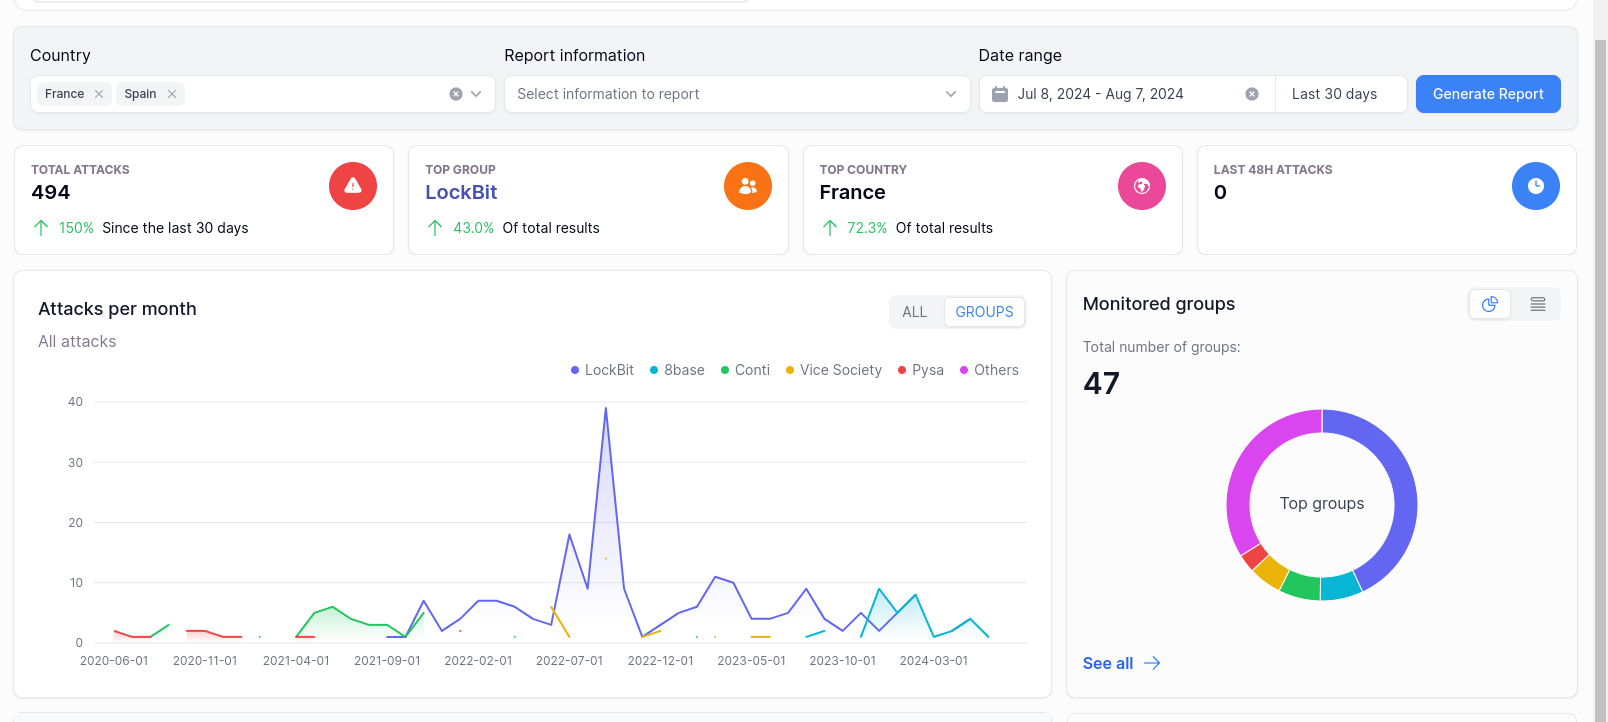 Country
Report information
Date range
France
Spain
Select information to report
Jul 8, 2024 - Aug 7, 2024
Last 30 days
Generate Report
TOTAL ATTACKS
494
150% Since the last 30 days
TOP GROUP
LockBit
43.0% Of total results
TOP COUNTRY
France
72.3% Of total results
LAST 48H ATTACKS
0
Attacks per month
All attacks
ALL
GROUPS
LockBit
8base
Conti
Vice Society
Pysa
Others
40
30
20
10
0
2020-06-01
2020-11-01
2021-04-01
2021-09-01
2022-02-01
2022-07-01
2022-12-01
2023-05-01
2023-10-01
2024-03-01
Monitored groups
Total number of groups:
47
Top groups
See all